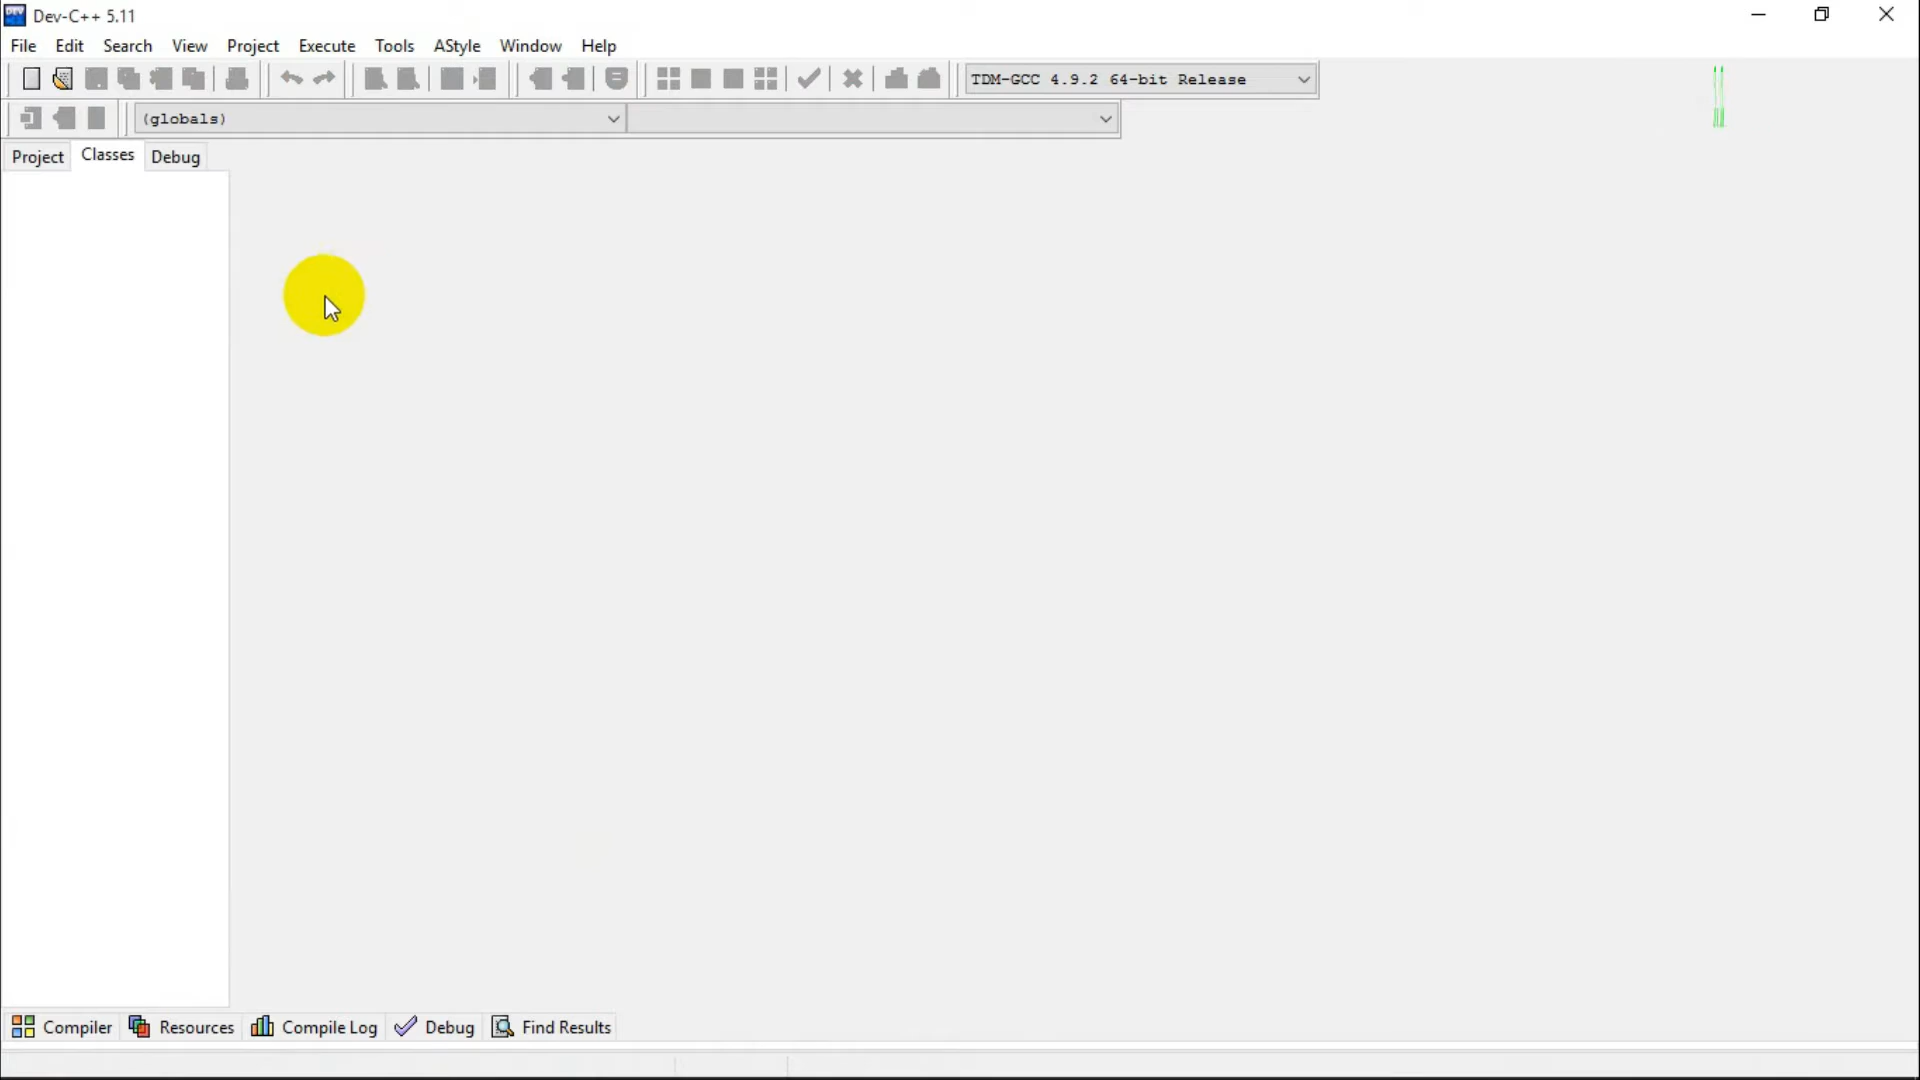 Dev-C++ 5.11
File Edit Search View Project Execute Tools AStyle Window Help
TDM-GCC 4.9.2 64-bit Release
(globals)
Project Classes Debug
Compiler Resources Compile Log Debug Find Results